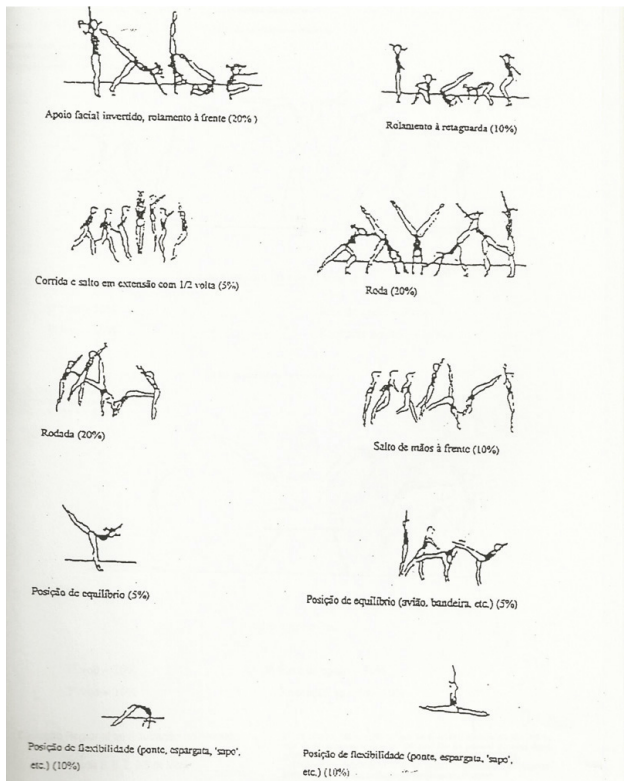 Apoio facial invertido, rolamento à frente (20%)
Rolamento à retaguarda (10%)
Corrida e salto em extensão com 1/2 volta (5%)
Roda (20%)
Rodada (20%)
Salto de mãos à frente (10%)
Posição de equilíbrio (5%)
Posição de equilíbrio (avião, bandeira, etc.) (5%)
Posição de flexibilidade (ponte, espargata, 'sapo',
etc.) (10%)
Posição de flexibilidade (ponte, espargata, 'sapo',
etc.) (10%)